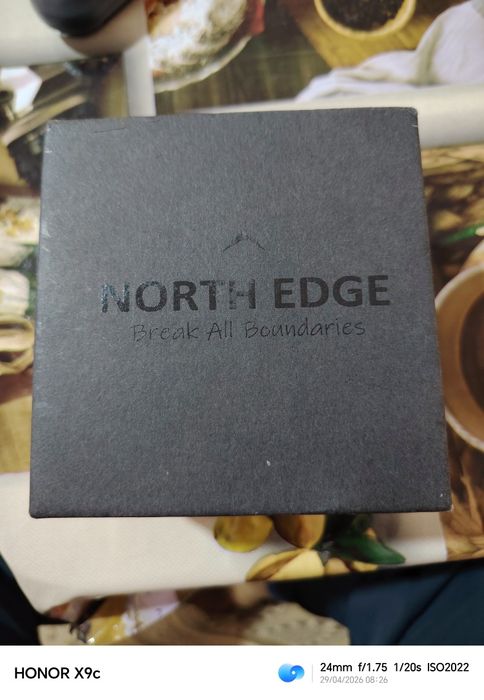 NORTH EDGE
Break All Boundaries
HONOR X9c
24mm f/1.75 1/20s ISO2022
29/04/2026 08:26